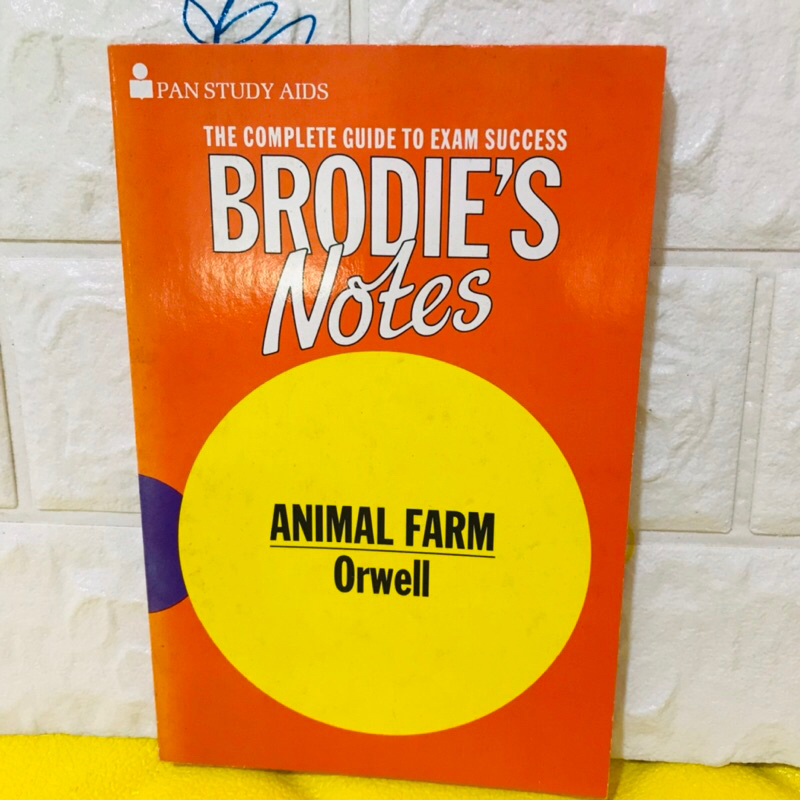 PAN STUDY AIDS
THE COMPLETE GUIDE TO EXAM SUCCESS
BRODIE'S
Notes
ANIMAL FARM
Orwell